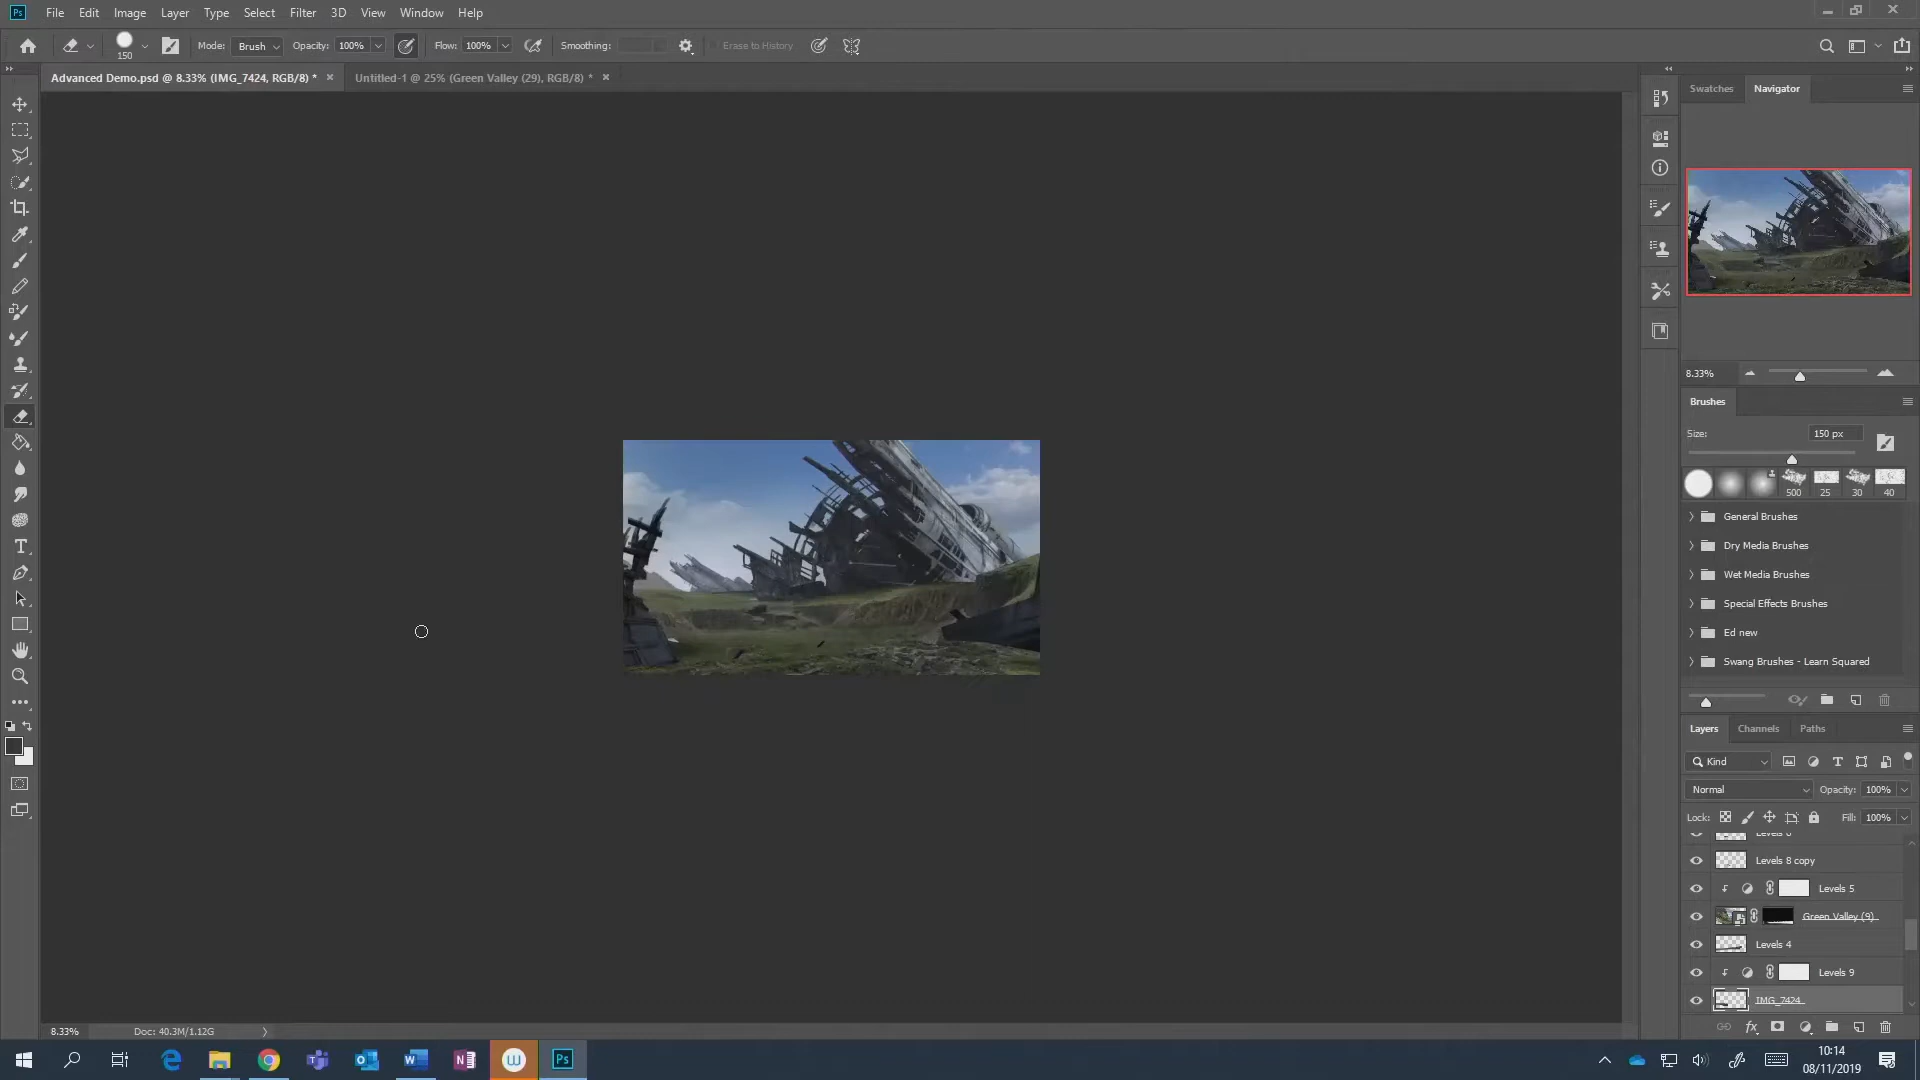 Ps File Edit Image Layer Type Select Filter 3D View Window Help
150 Mode: Brush Opacity: 100% Flow: 100% Smoothing: Erase to History
Advanced Demo.psd @ 8.33% (IMG_7424, RGB/8) * × Untitled-1 @ 25% (Green Valley (29), RGB/8) * ×
Swatches Navigator
8.33%
Brushes
Size: 150 px
500 25 30 40
General Brushes
Dry Media Brushes
Wet Media Brushes
Special Effects Brushes
Ed new
Swang Brushes - Learn Squared
Layers Channels Paths
Kind
Normal Opacity: 100%
Lock: Fill: 100%
Levels 8 copy
Levels 5
Green Valley (9)
Levels 4
Levels 9
IMG_7424
8.33% Doc: 40.3M/1.12G
10:14
08/11/2019